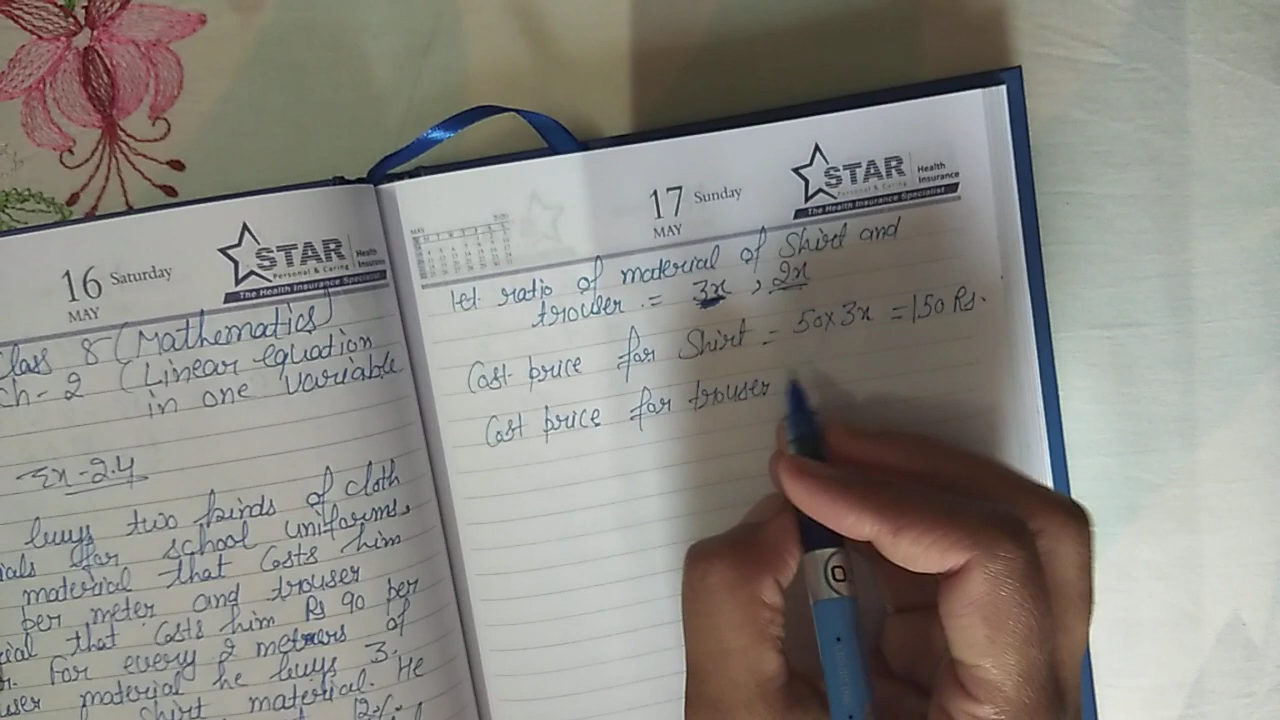 16 Saturday
MAY
STAR Health
Personal & Caring Insurance
The Health Insurance Specialist
Class 8 (Mathematics)
Ch-2 (Linear equation
in one variable
Ex-2.4
buys two kinds of cloth
for school uniforms,
material that costs him
per meter and trouser
that costs him Rs 90 per
For every 2 meters of
material he buys 3
shirt material. He
12%
MAY
17 Sunday
MAY
STAR Health
Personal & Caring Insurance
The Health Insurance Specialist
let ratio of material of Shirt and
trouser = 3x , 2x
Cost price for Shirt = 50x3x = 150 Rs.
Cost price for trouser